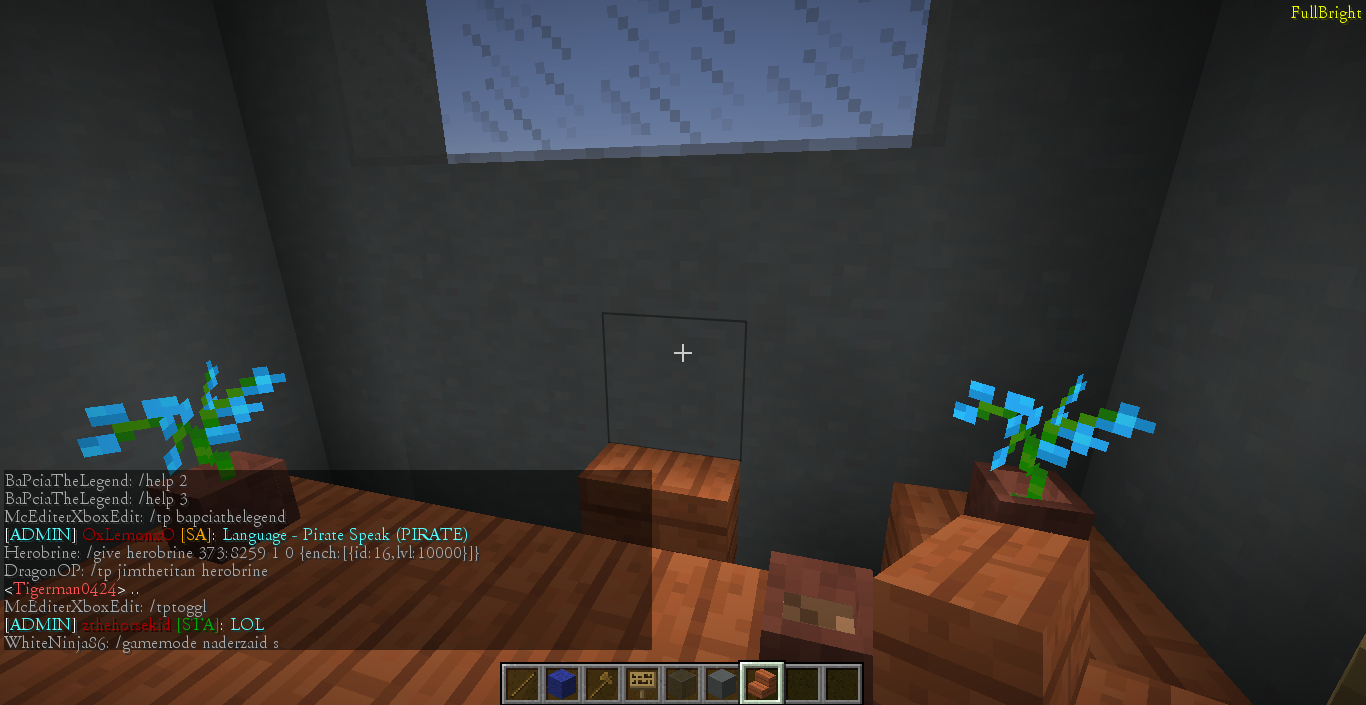 FullBright
BaPciaTheLegend: /help 2
BaPciaTheLegend: /help 3
McEditerXboxEdit: /tp bapciathelegend
[ADMIN] OxLemonxO [SA]: Language - Pirate Speak (PIRATE)
Herobrine: /give herobrine 373:8259 1 0 {ench:[{id:16,lvl:10000}]}
DragonOP: /tp jimthetitan herobrine
<Tigerman0424> ..
McEditerXboxEdit: /tptoggl
[ADMIN] zthehorsekid [STA]: LOL
WhiteNinja86: /gamemode naderzaid s